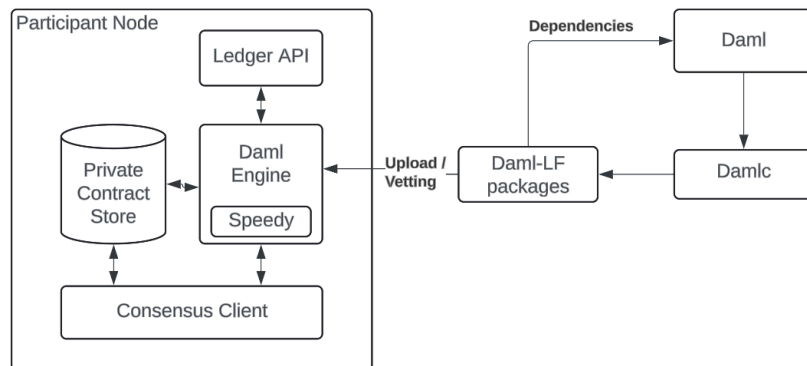 Participant Node
Ledger API
Dependencies
Daml
Private
Contract
Store
Daml
Engine
Speedy
Upload /
Vetting
Daml-LF
packages
Damlc
Consensus Client